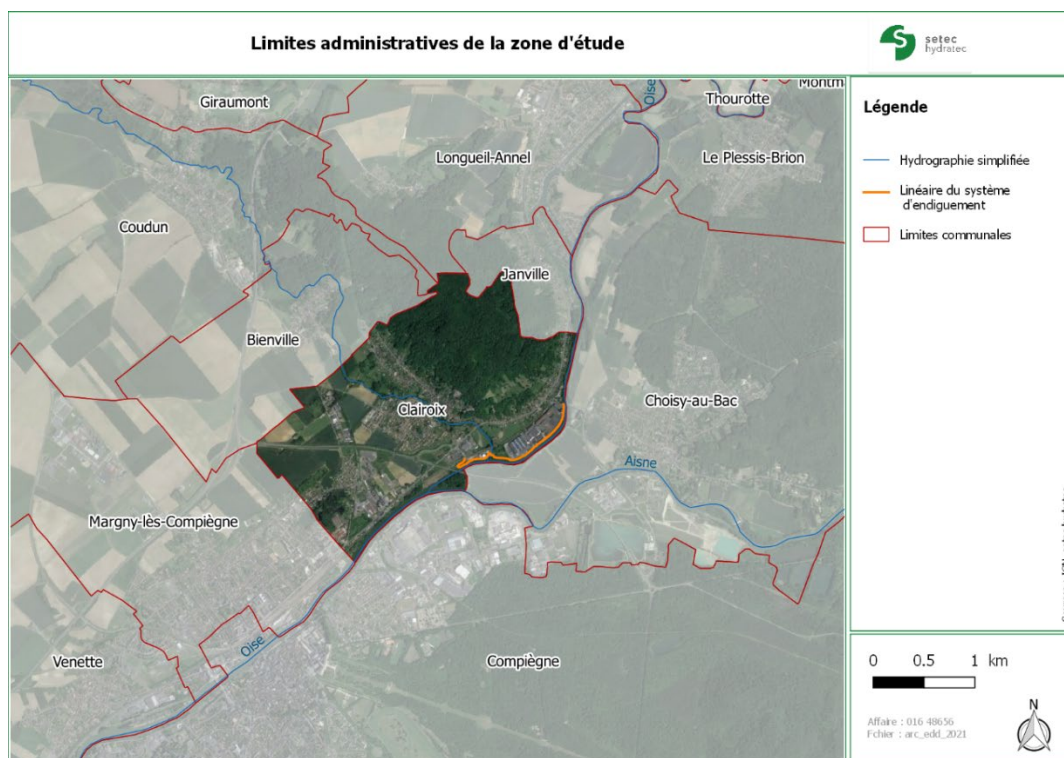 Limites administratives de la zone d'étude
setec
hydratec
Giraumont
Oise
Thourotte
Longueil-Annel
Le Plessis-Brion
Coudun
Janville
Bienville
Clairoix
Choisy-au-Bac
Aisne
Margny-lès-Compiègne
Oise
Venette
Compiègne
Légende
Hydrographie simplifiée
Linéaire du système
d'endiguement
Limites communales
0 0.5 1 km
Affaire : 016 48656
Fchier : arc_edd_2021
N